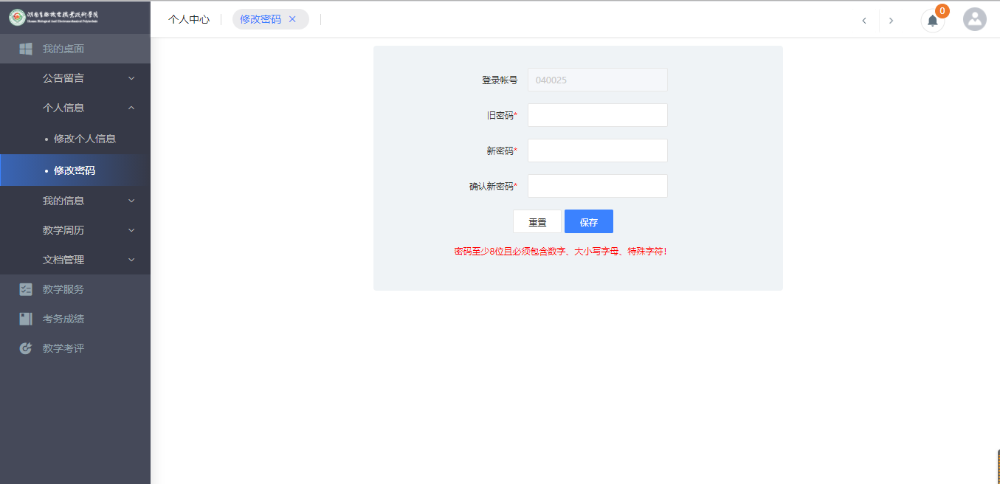 湖南生物机电职业技术学院
Hunan Biological And Electromechanical Polytechnic
个人中心
修改密码
0
我的桌面
公告留言
个人信息
• 修改个人信息
• 修改密码
我的信息
教学周历
文档管理
教学服务
考务成绩
教学考评
登录帐号 040025
旧密码*
新密码*
确认新密码*
重置 保存
密码至少8位且必须包含数字、大小写字母、特殊字符!